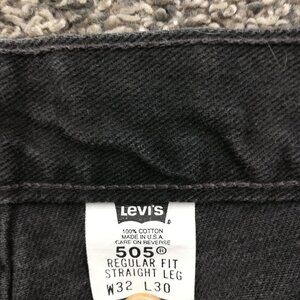 Levi's
100% COTTON
MADE IN U.S.A.
CARE ON REVERSE
505®
REGULAR FIT
STRAIGHT LEG
W32 L30